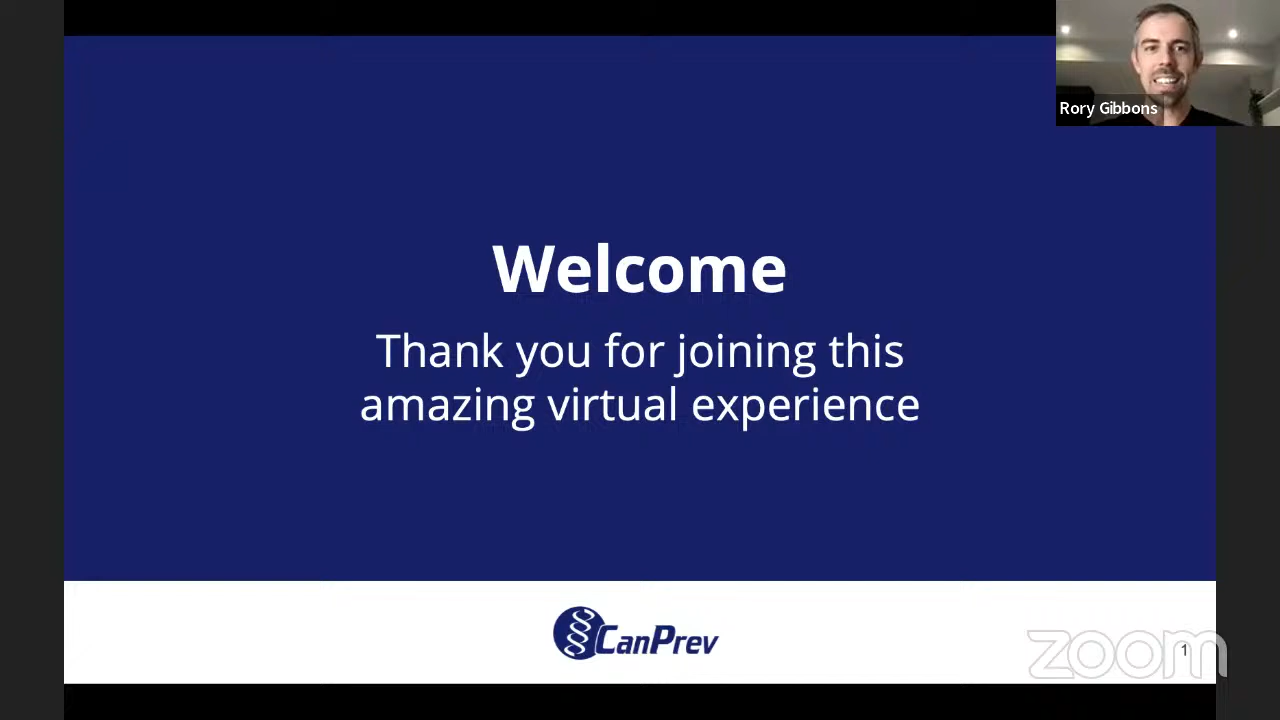 Rory Gibbons
Welcome
Thank you for joining this
amazing virtual experience
CanPrev
zoom
1